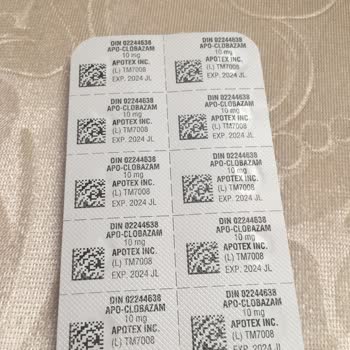 DIN 02244638
APO-CLOBAZAM
10 mg
APOTEX INC.
(L) TM7008
EXP. 2024 JL
DIN 02244638
APO-CLOBAZAM
10 mg
APOTEX INC.
(L) TM7008
EXP. 2024 JL
DIN 02244638
APO-CLOBAZAM
10 mg
APOTEX INC.
(L) TM7008
EXP. 2024 JL
DIN 02244638
APO-CLOBAZAM
10 mg
APOTEX INC.
(L) TM7008
EXP. 2024 JL
DIN 02244638
APO-CLOBAZAM
10 mg
APOTEX INC.
(L) TM7008
EXP. 2024 JL
DIN 02244638
APO-CLOBAZAM
10 mg
APOTEX INC.
(L) TM7008
EXP. 2024 JL
DIN 02244638
APO-CLOBAZAM
10 mg
APOTEX INC.
(L) TM7008
EXP. 2024 JL
DIN 02244638
APO-CLOBAZAM
10 mg
APOTEX INC.
(L) TM7008
EXP. 2024 JL
DIN 02244638
APO-CLOBAZAM
10 mg
APOTEX INC.
(L) TM7008
DIN 02244638
APO-CLOBAZAM
10 mg
APOTEX INC.
(L) TM7008
EXP. 2024 JL